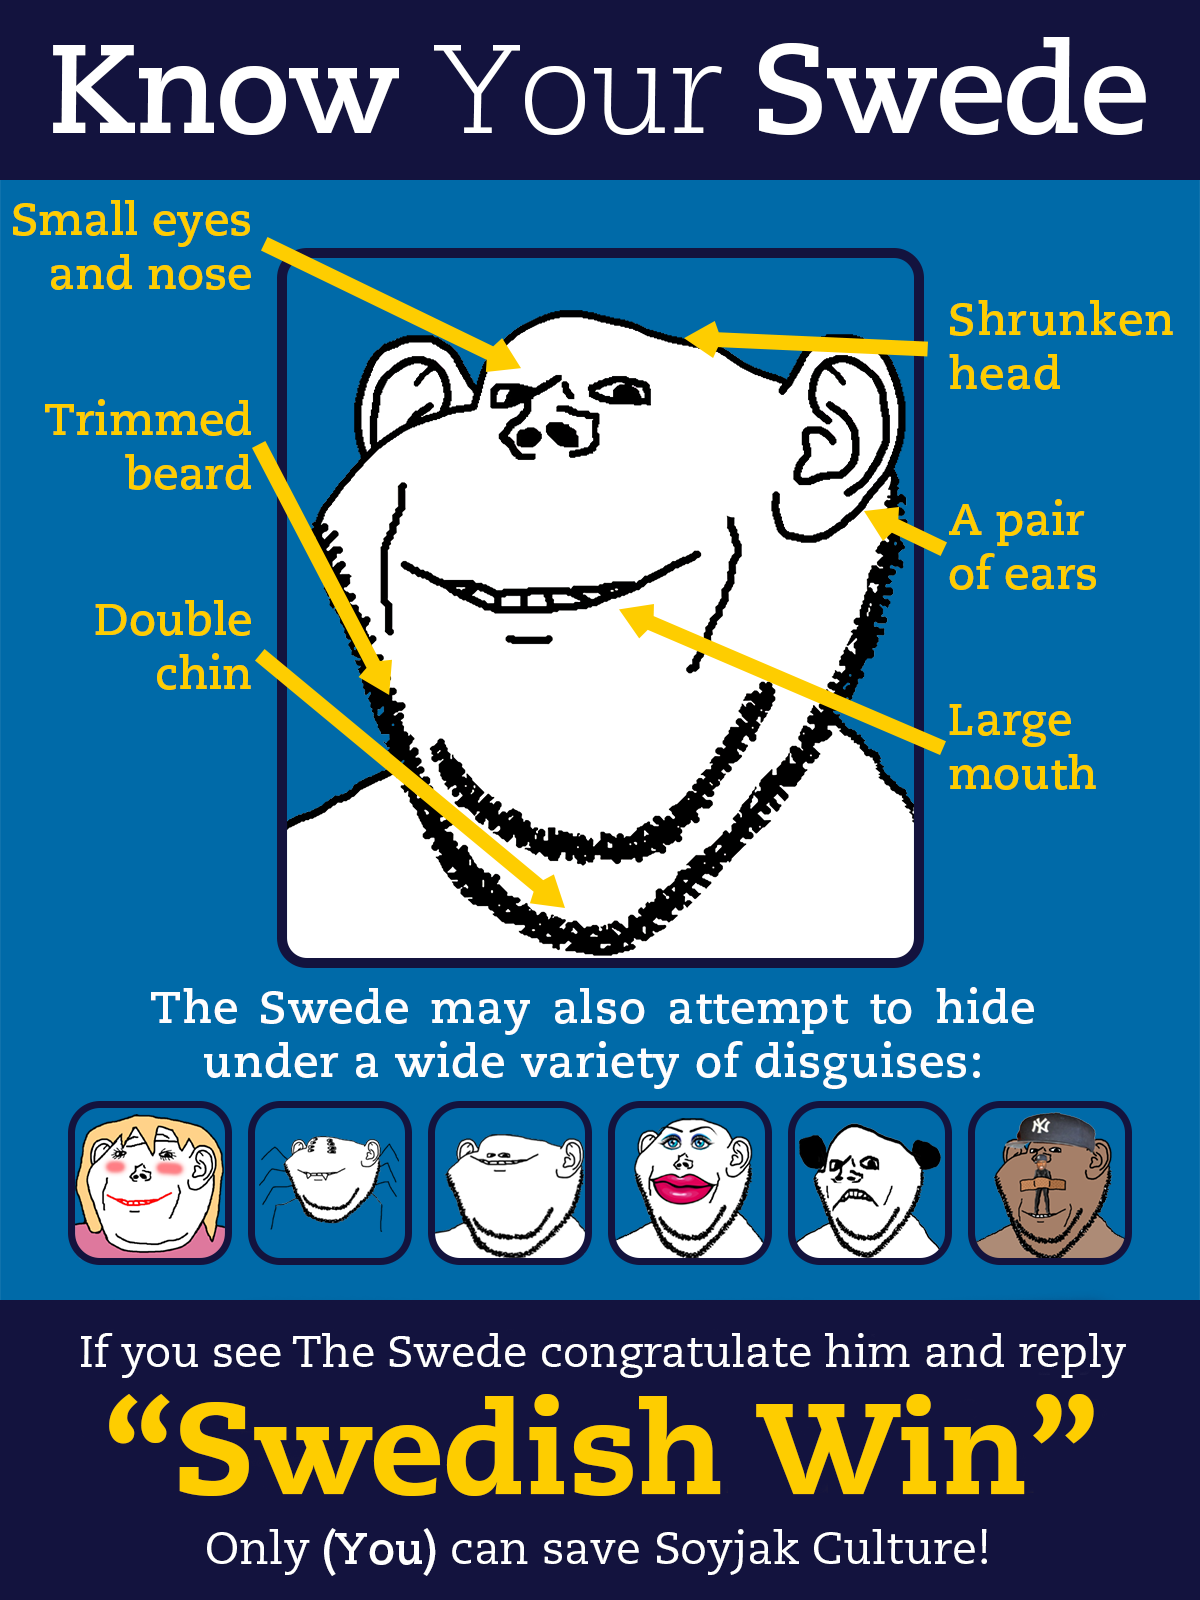 Know Your Swede
Small eyes
and nose
Shrunken
head
Trimmed
beard
A pair
of ears
Double
chin
Large
mouth
The Swede may also attempt to hide
under a wide variety of disguises:
NY
If you see The Swede congratulate him and reply
“Swedish Win”
Only (You) can save Soyjak Culture!